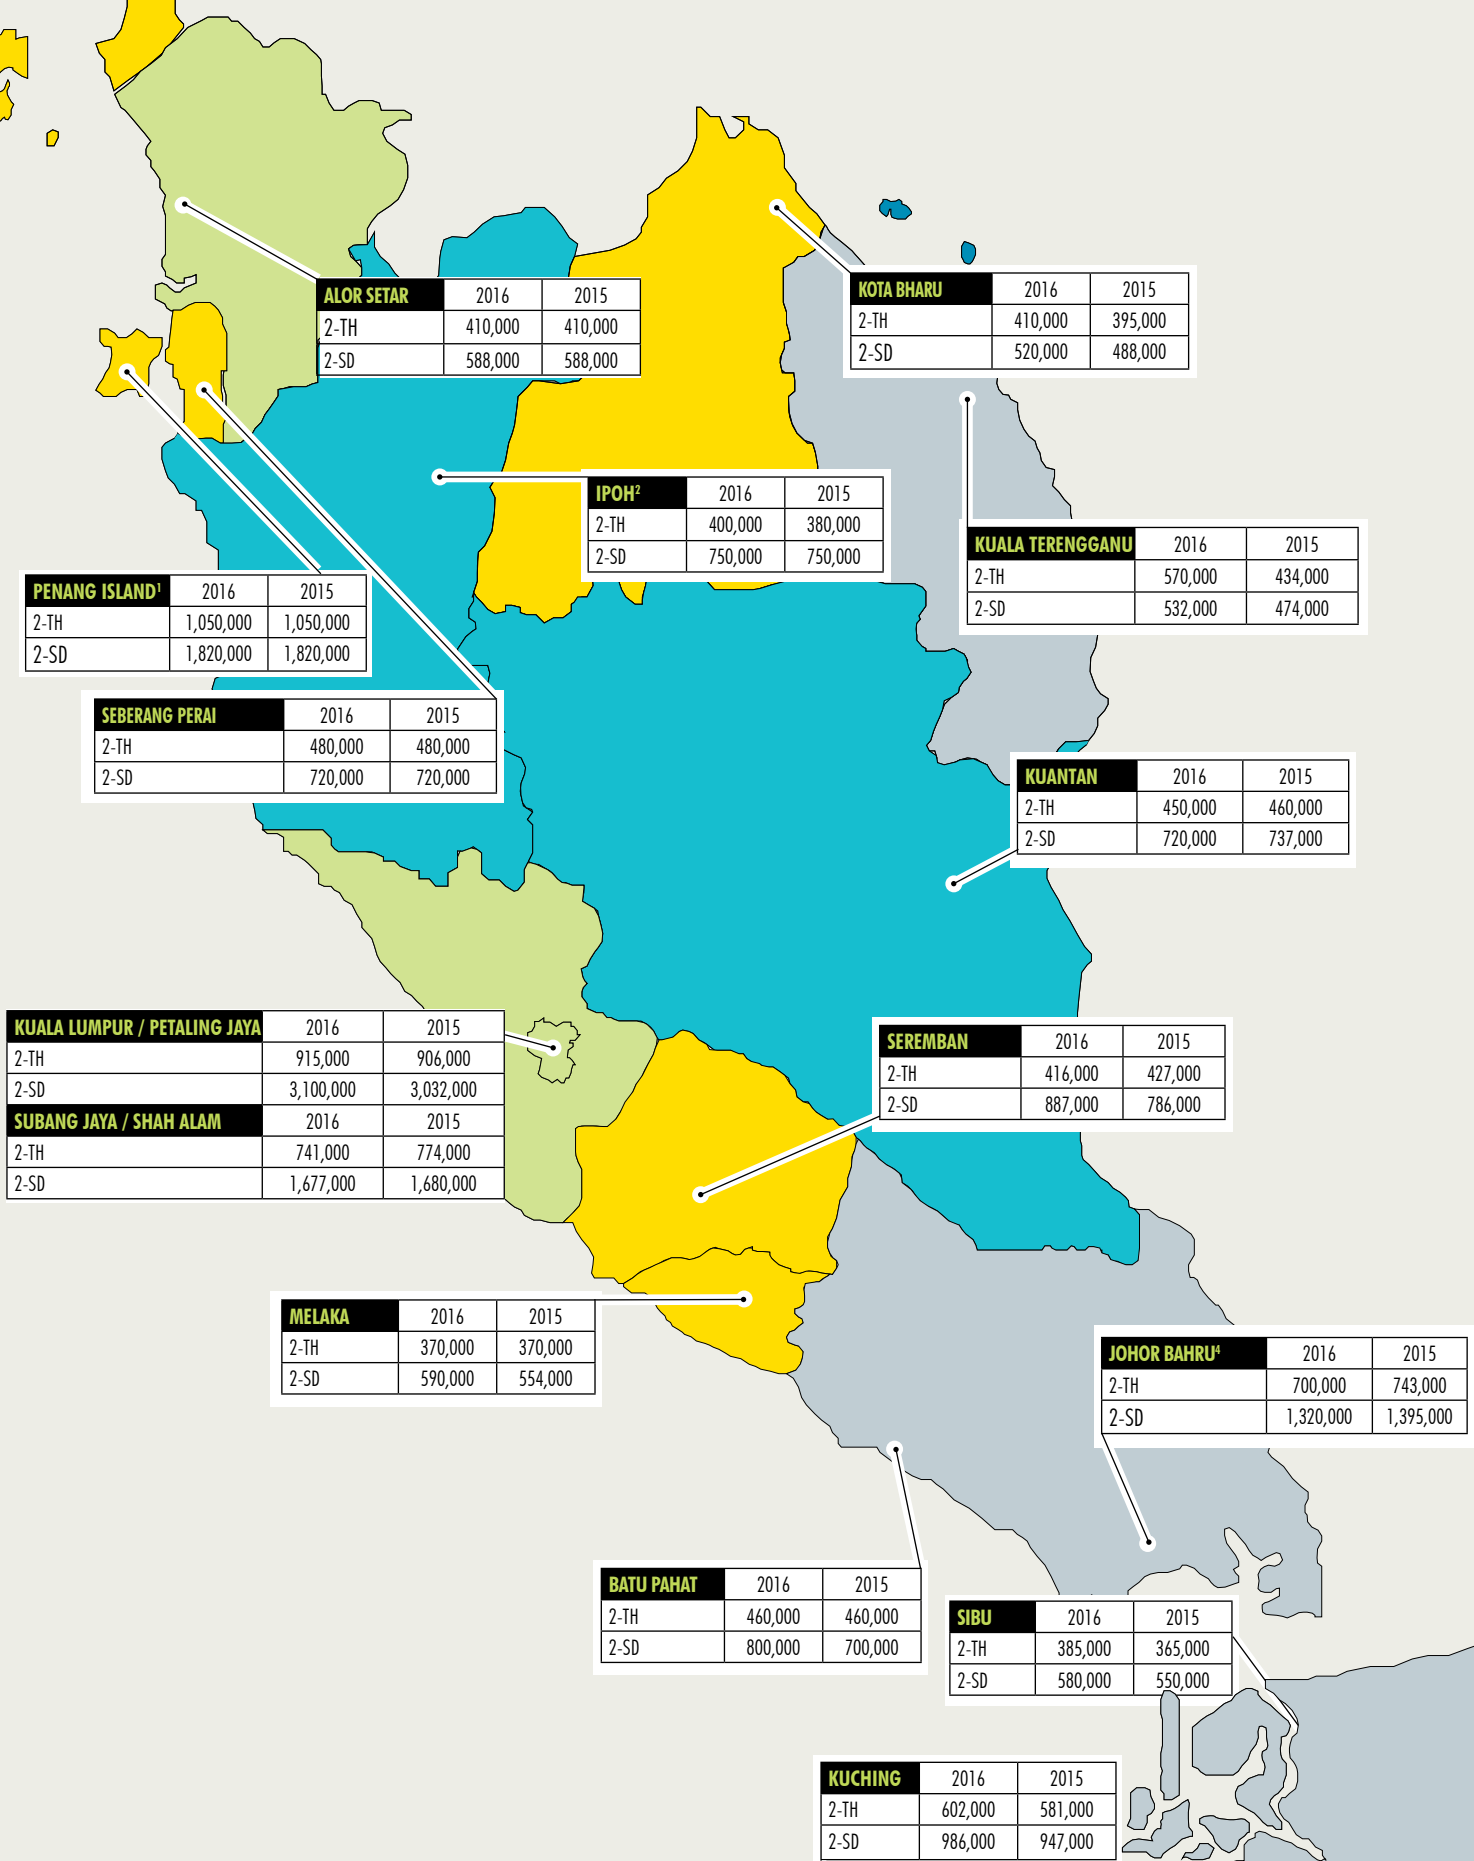 ALOR SETAR 2016 2015
2-TH 410,000 410,000
2-SD 588,000 588,000
KOTA BHARU 2016 2015
2-TH 410,000 395,000
2-SD 520,000 488,000
IPOH² 2016 2015
2-TH 400,000 380,000
2-SD 750,000 750,000
KUALA TERENGGANU 2016 2015
2-TH 570,000 434,000
2-SD 532,000 474,000
PENANG ISLAND¹ 2016 2015
2-TH 1,050,000 1,050,000
2-SD 1,820,000 1,820,000
SEBERANG PERAI 2016 2015
2-TH 480,000 480,000
2-SD 720,000 720,000
KUANTAN 2016 2015
2-TH 450,000 460,000
2-SD 720,000 737,000
KUALA LUMPUR / PETALING JAYA 2016 2015
2-TH 915,000 906,000
2-SD 3,100,000 3,032,000
SUBANG JAYA / SHAH ALAM 2016 2015
2-TH 741,000 774,000
2-SD 1,677,000 1,680,000
SEREMBAN 2016 2015
2-TH 416,000 427,000
2-SD 887,000 786,000
MELAKA 2016 2015
2-TH 370,000 370,000
2-SD 590,000 554,000
JOHOR BAHRU⁴ 2016 2015
2-TH 700,000 743,000
2-SD 1,320,000 1,395,000
BATU PAHAT 2016 2015
2-TH 460,000 460,000
2-SD 800,000 700,000
SIBU 2016 2015
2-TH 385,000 365,000
2-SD 580,000 550,000
KUCHING 2016 2015
2-TH 602,000 581,000
2-SD 986,000 947,000